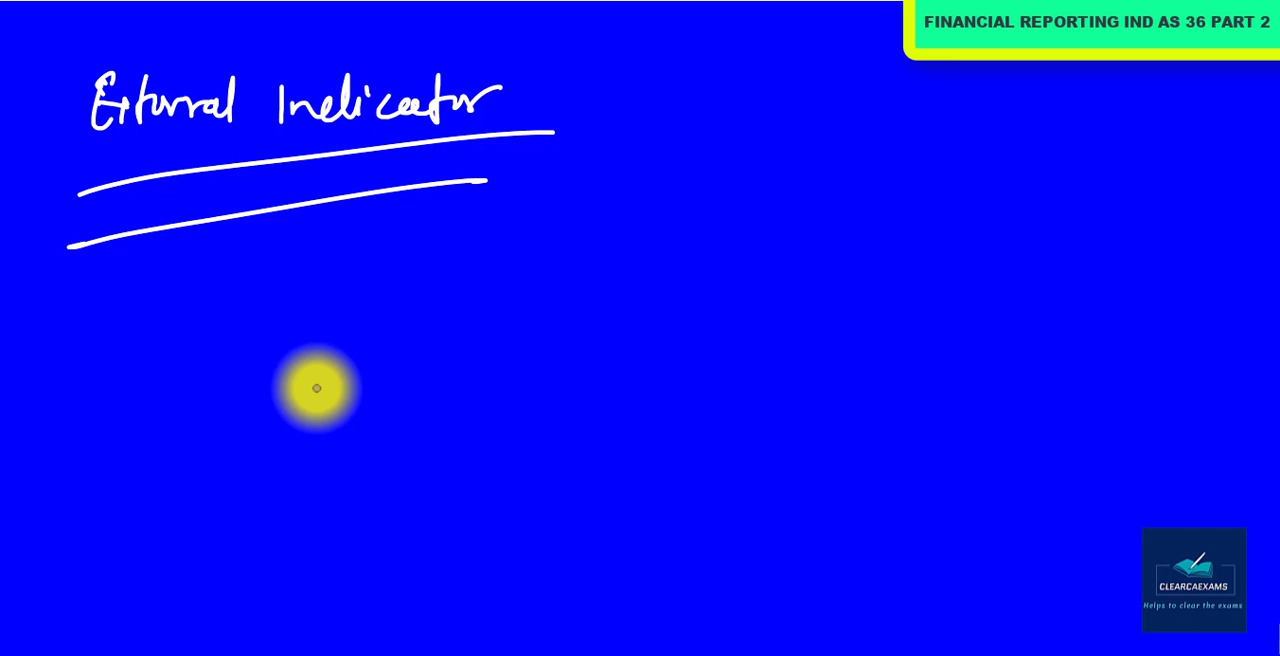 FINANCIAL REPORTING IND AS 36 PART 2
External Indicator
CLEARCAEXAMS
Helps to clear the exams